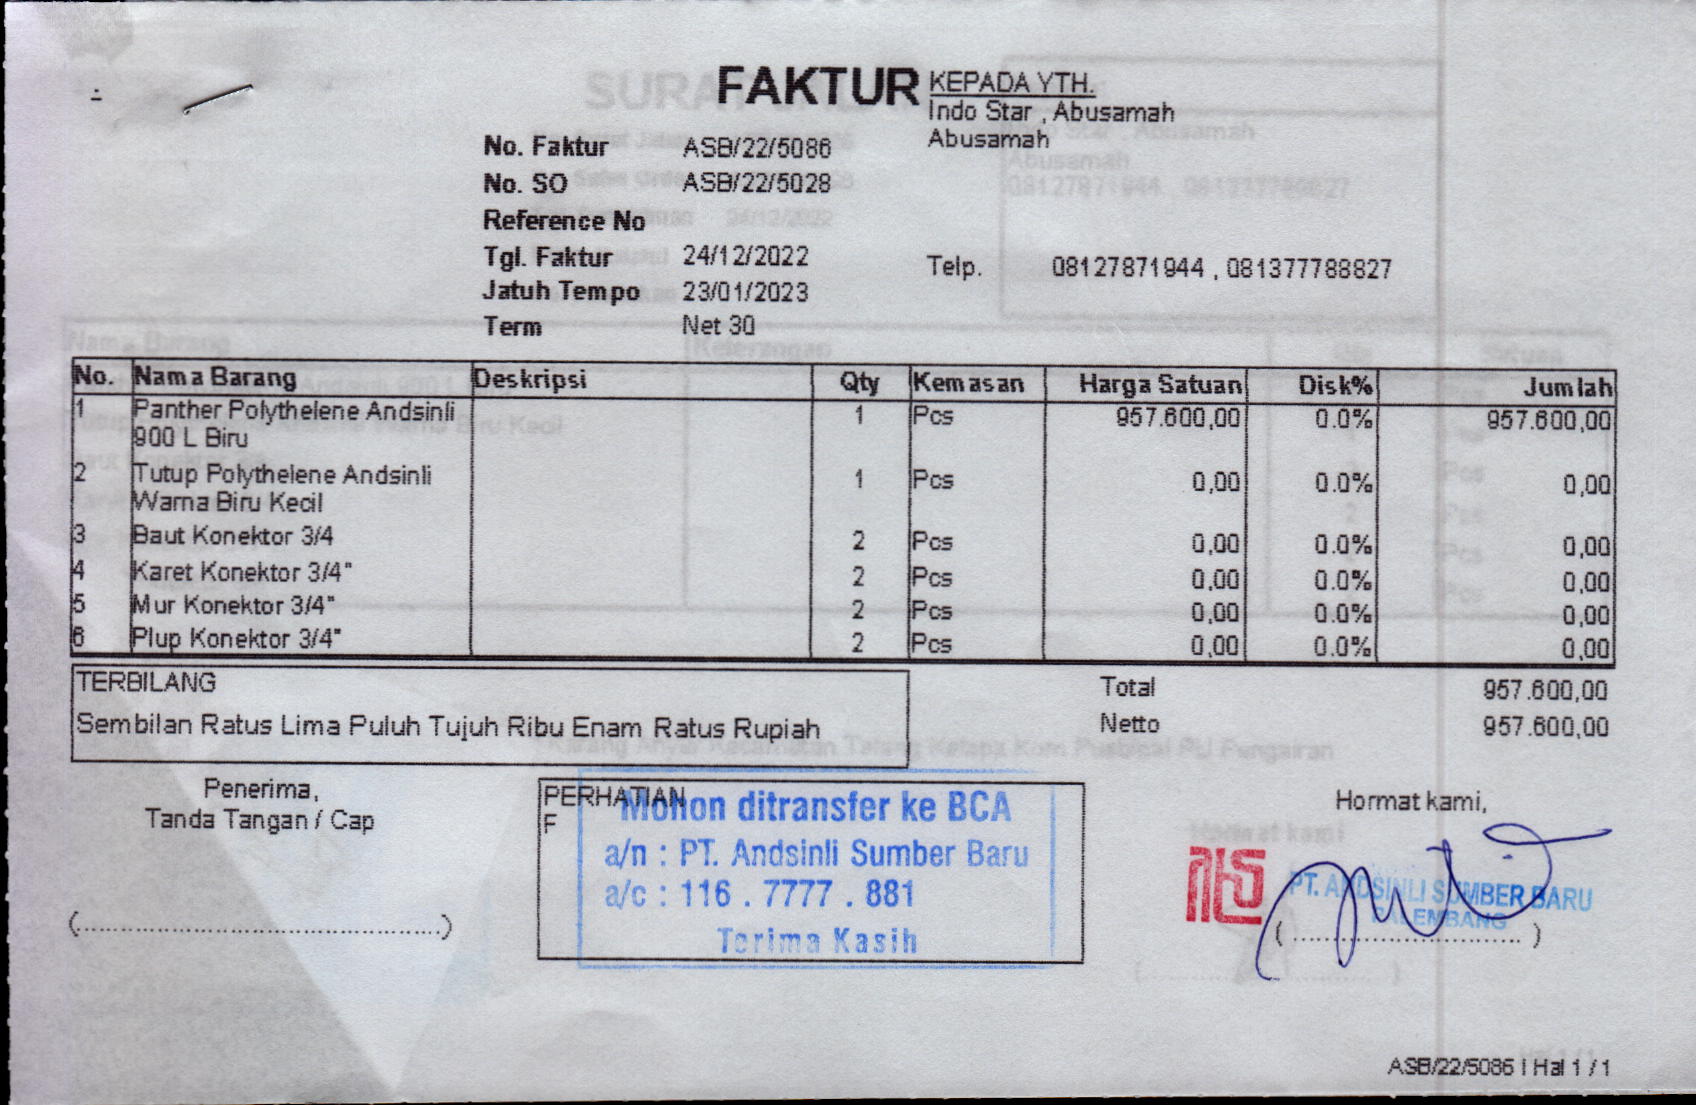 FAKTUR
KEPADA YTH.
Indo Star , Abusamah
Abusamah
No. Faktur ASB/22/5086
No. SO ASB/22/5028
Reference No
Tgl. Faktur 24/12/2022
Telp. 08127871944 , 081377788827
Jatuh Tempo 23/01/2023
Term Net 30
No. Nama Barang Deskripsi Qty Kemasan Harga Satuan Disk% Jumlah
1 Panther Polythelene Andsinli 1 Pcs 957.600,00 0.0% 957.600,00
900 L Biru
2 Tutup Polythelene Andsinli 1 Pcs 0,00 0.0% 0,00
Warna Biru Kecil
3 Baut Konektor 3/4 2 Pcs 0,00 0.0% 0,00
4 Karet Konektor 3/4" 2 Pcs 0,00 0.0% 0,00
5 Mur Konektor 3/4" 2 Pcs 0,00 0.0% 0,00
6 Plup Konektor 3/4" 2 Pcs 0,00 0.0% 0,00
TERBILANG
Sembilan Ratus Lima Puluh Tujuh Ribu Enam Ratus Rupiah
Total 957.600,00
Netto 957.600,00
Penerima,
Tanda Tangan / Cap
(..........................................)
PERHATIAN
F
Mohon ditransfer ke BCA
a/n : PT. Andsinli Sumber Baru
a/c : 116 . 7777 . 881
Terima Kasih
Hormat kami,
PT. ANDSINLI SUMBER BARU
PALEMBANG
(..............................)
ASB/22/5086 | Hal 1 / 1